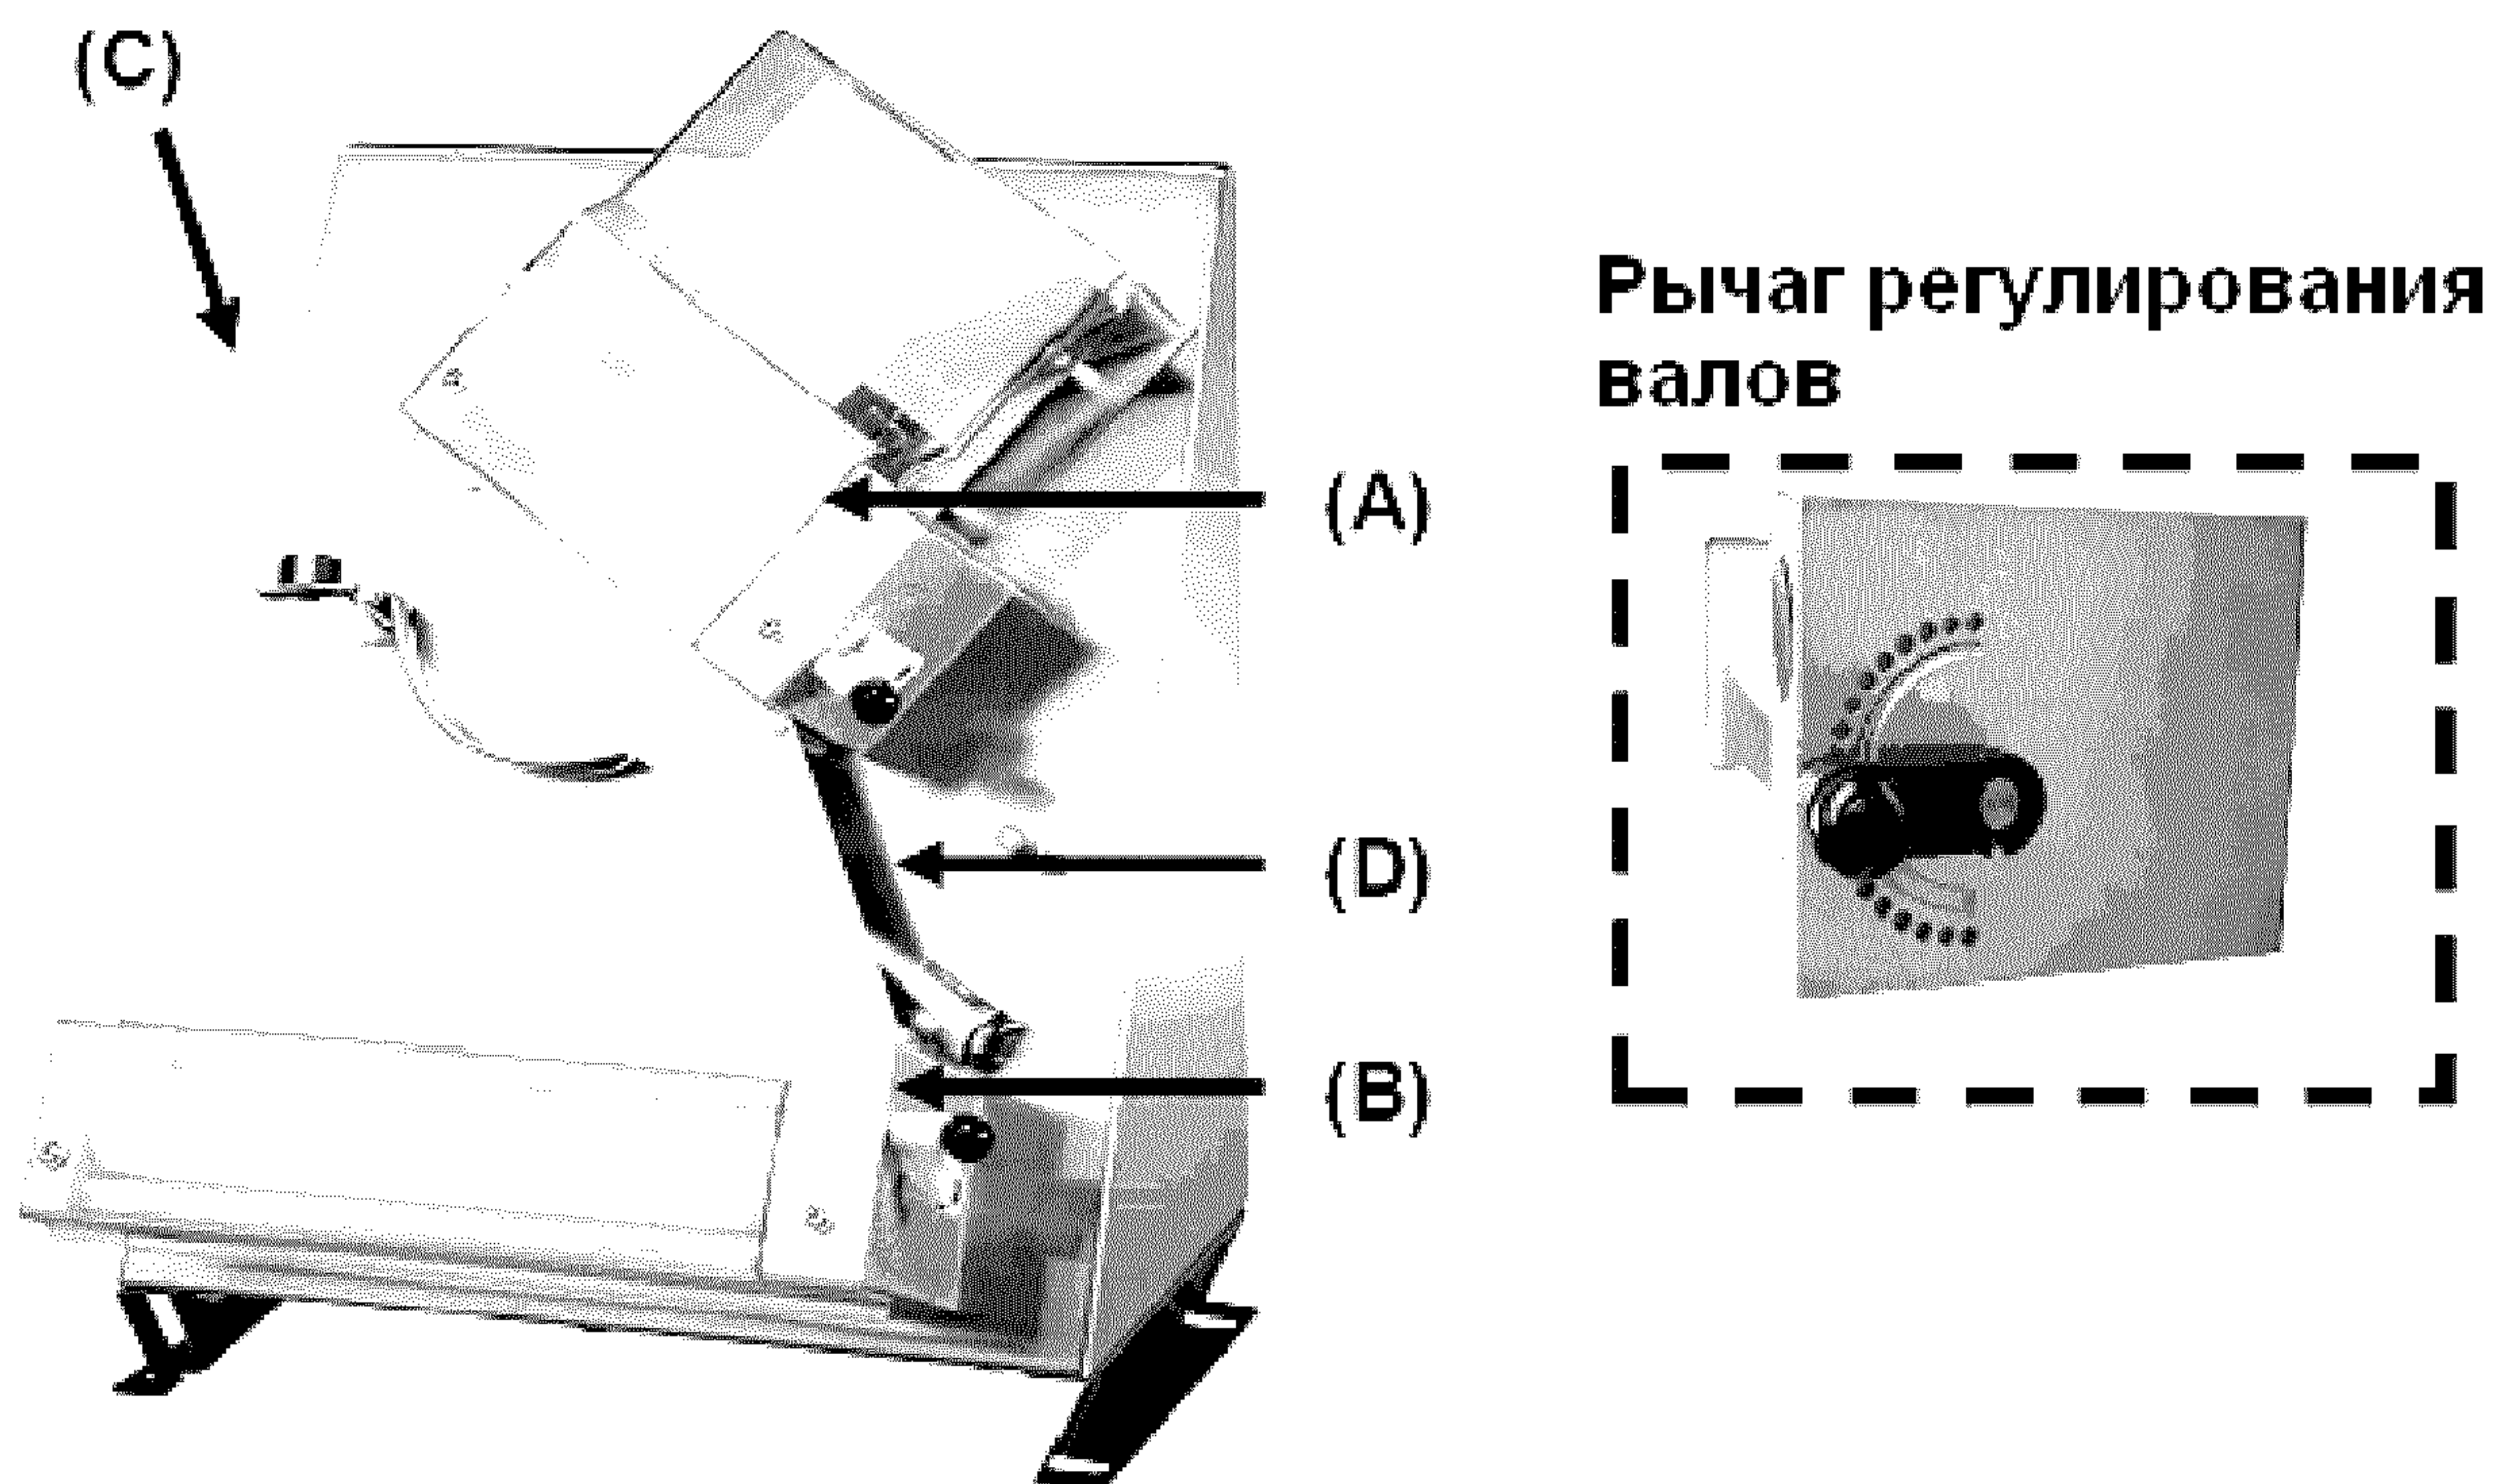 (C)
Рычаг регулирования
валов
(A)
(D)
(B)